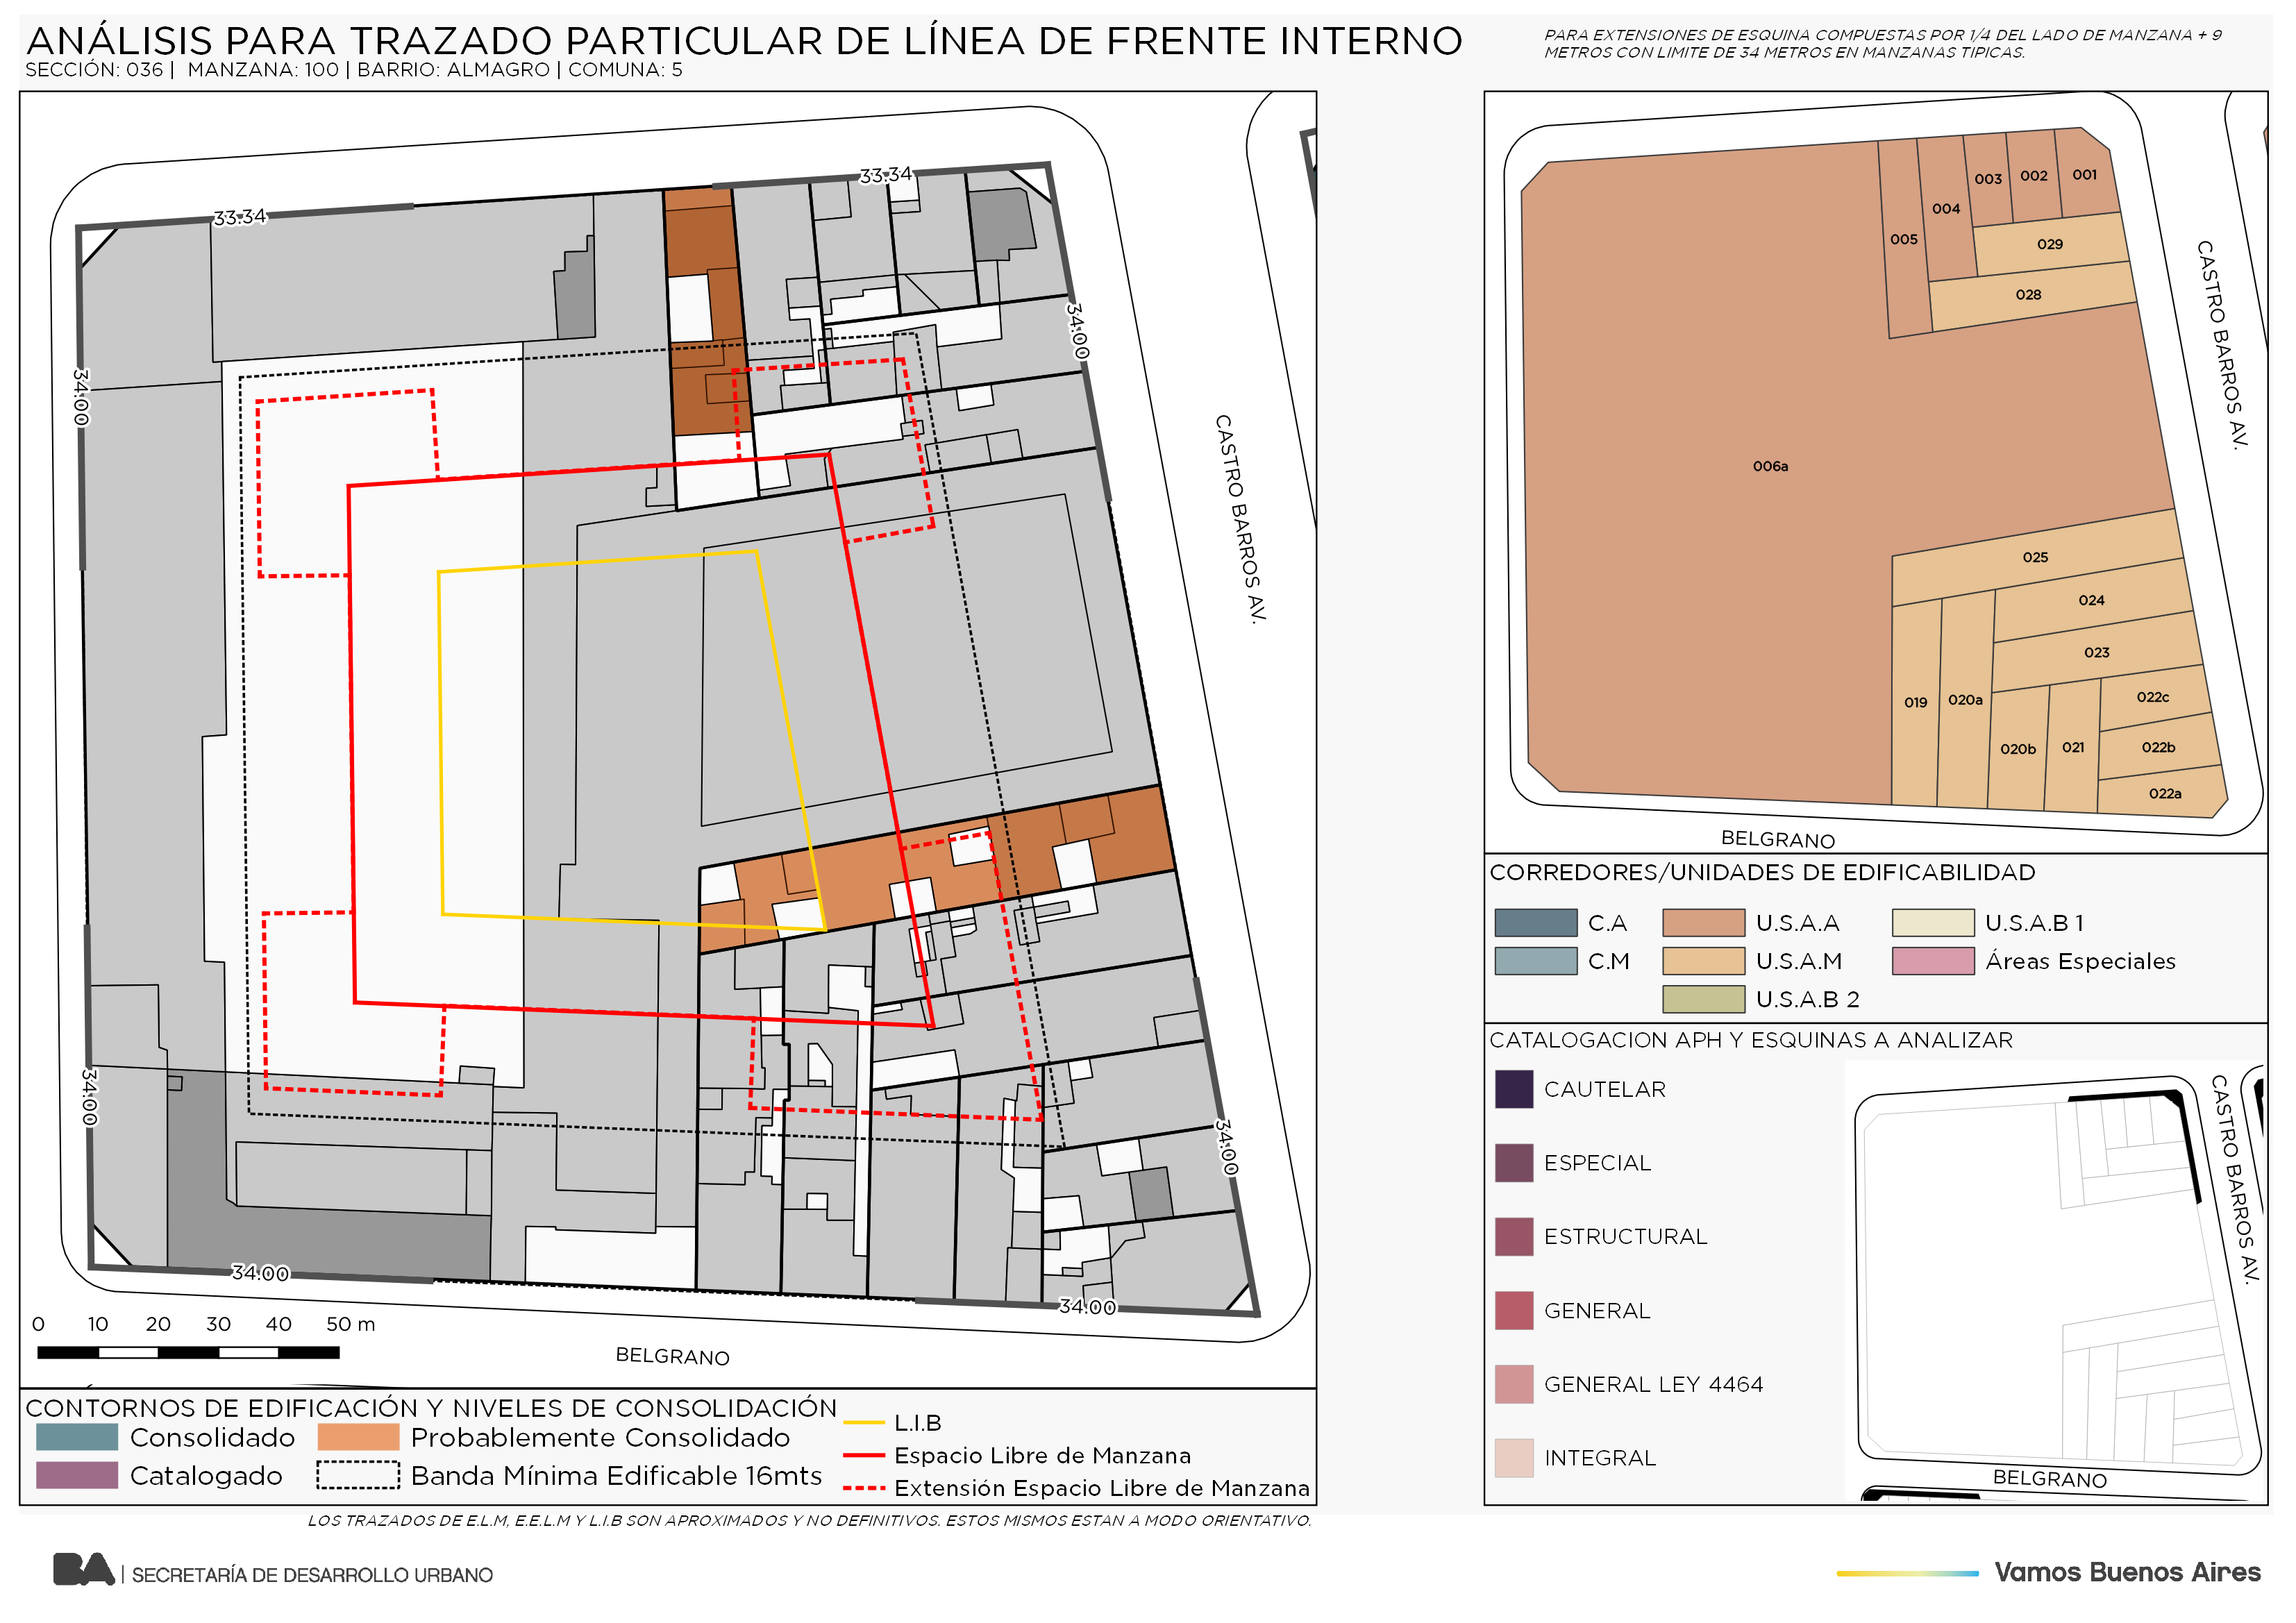 ANÁLISIS PARA TRAZADO PARTICULAR DE LÍNEA DE FRENTE INTERNO
SECCIÓN: 036 | MANZANA: 100 | BARRIO: ALMAGRO | COMUNA: 5
PARA EXTENSIONES DE ESQUINA COMPUESTAS POR 1/4 DEL LADO DE MANZANA + 9
METROS CON LIMITE DE 34 METROS EN MANZANAS TIPICAS.
33.34
33.34
34.00
34.00
CASTRO BARROS AV.
34.00
34.00
34.00
34.00
0 10 20 30 40 50 m
BELGRANO
CONTORNOS DE EDIFICACIÓN Y NIVELES DE CONSOLIDACIÓN
Consolidado
Probablemente Consolidado
Catalogado
Banda Mínima Edificable 16mts
L.I.B
Espacio Libre de Manzana
Extensión Espacio Libre de Manzana
003
002
001
004
005
029
028
CASTRO BARROS AV.
006a
025
024
023
019
020a
022c
020b
021
022b
022a
BELGRANO
CORREDORES/UNIDADES DE EDIFICABILIDAD
C.A
U.S.A.A
U.S.A.B 1
C.M
U.S.A.M
Áreas Especiales
U.S.A.B 2
CATALOGACION APH Y ESQUINAS A ANALIZAR
CAUTELAR
ESPECIAL
ESTRUCTURAL
GENERAL
GENERAL LEY 4464
INTEGRAL
CASTRO BARROS AV.
BELGRANO
LOS TRAZADOS DE E.L.M, E.E.L.M Y L.I.B SON APROXIMADOS Y NO DEFINITIVOS. ESTOS MISMOS ESTAN A MODO ORIENTATIVO.
BA | SECRETARÍA DE DESARROLLO URBANO
Vamos Buenos Aires